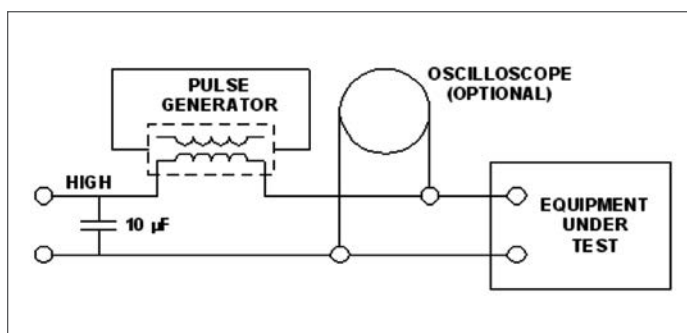 PULSE
GENERATOR
OSCILLOSCOPE
(OPTIONAL)
HIGH
10 µF
EQUIPMENT
UNDER
TEST